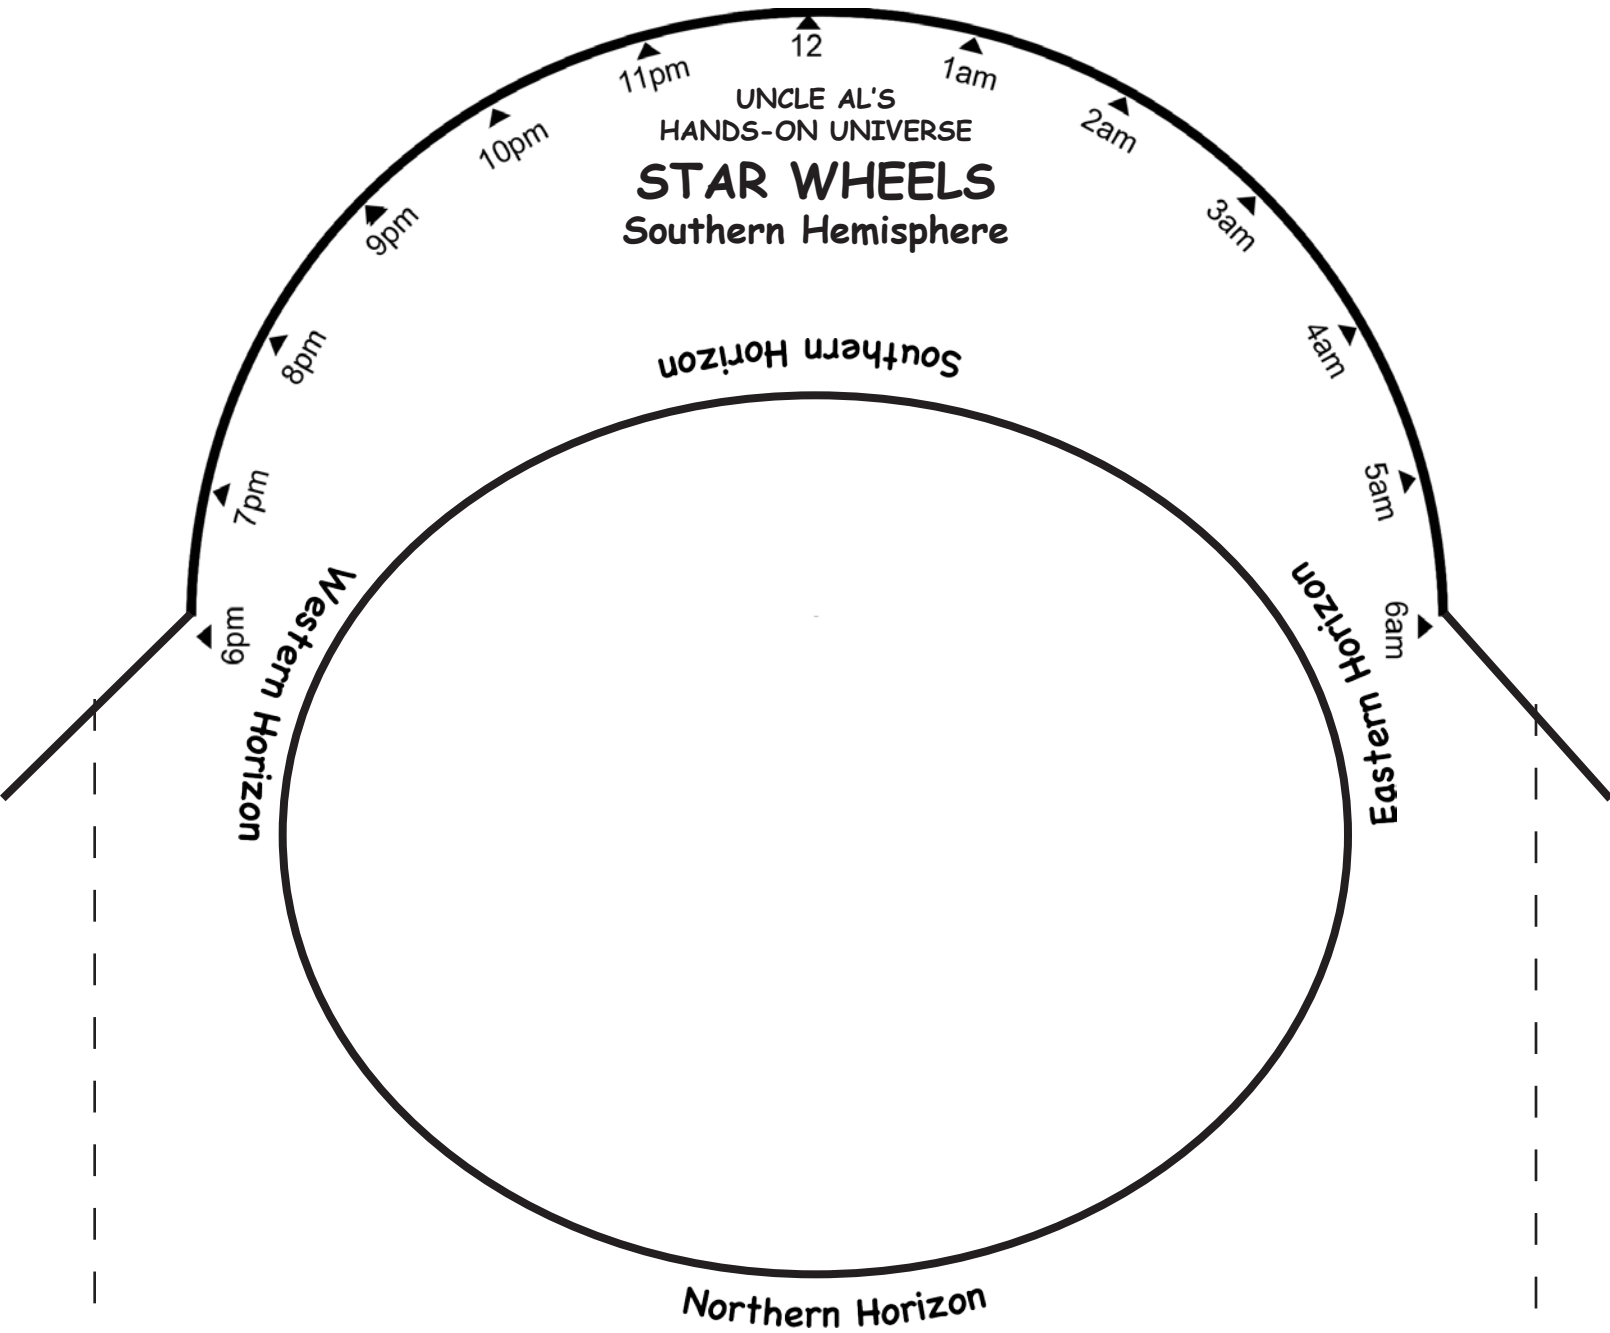 6pm
7pm
8pm
9pm
10pm
11pm
12
1am
2am
3am
4am
5am
6am
UNCLE AL'S
HANDS-ON UNIVERSE
STAR WHEELS
Southern Hemisphere
Southern Horizon
Western Horizon
Eastern Horizon
Northern Horizon